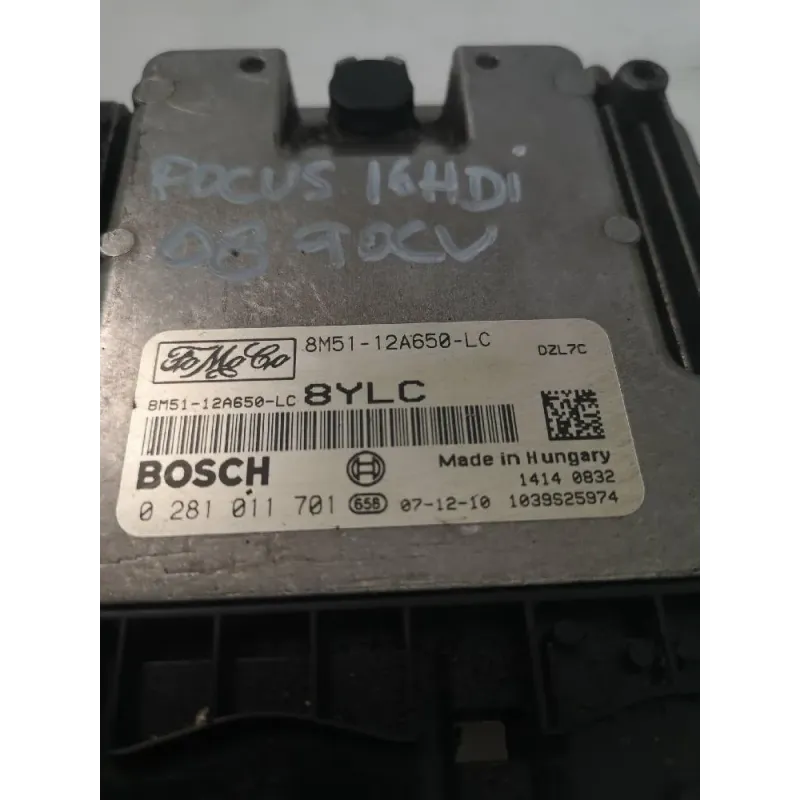 FOCUS 16HDi
08 90CV
FoMoCo 8M51-12A650-LC DZL7C
8M51-12A650-LC 8YLC
BOSCH Made in Hungary
1414 0832
0 281 011 701 658 07-12-10 1039S25974